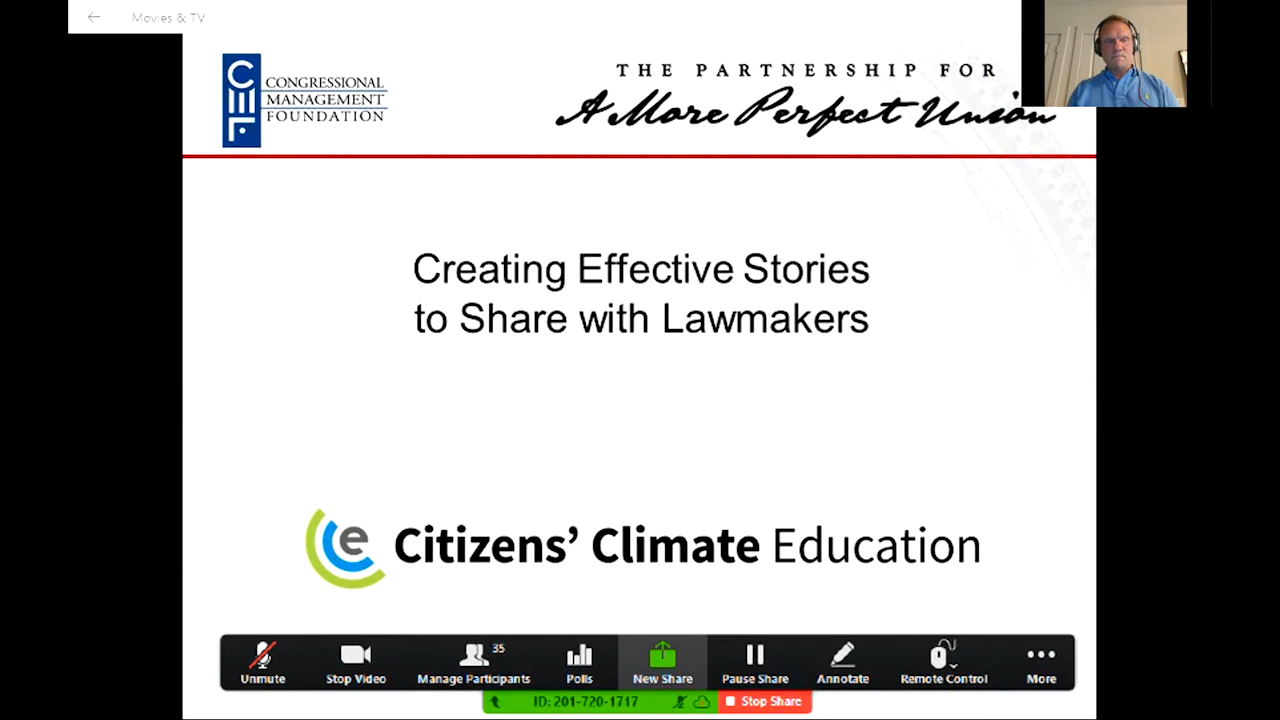 Movies & TV
CMF
CONGRESSIONAL
MANAGEMENT
FOUNDATION
THE PARTNERSHIP FOR
A More Perfect Union
Creating Effective Stories
to Share with Lawmakers
e Citizens' Climate Education
35
Unmute Stop Video Manage Participants Polls New Share Pause Share Annotate Remote Control More
ID: 201-720-1717 Stop Share